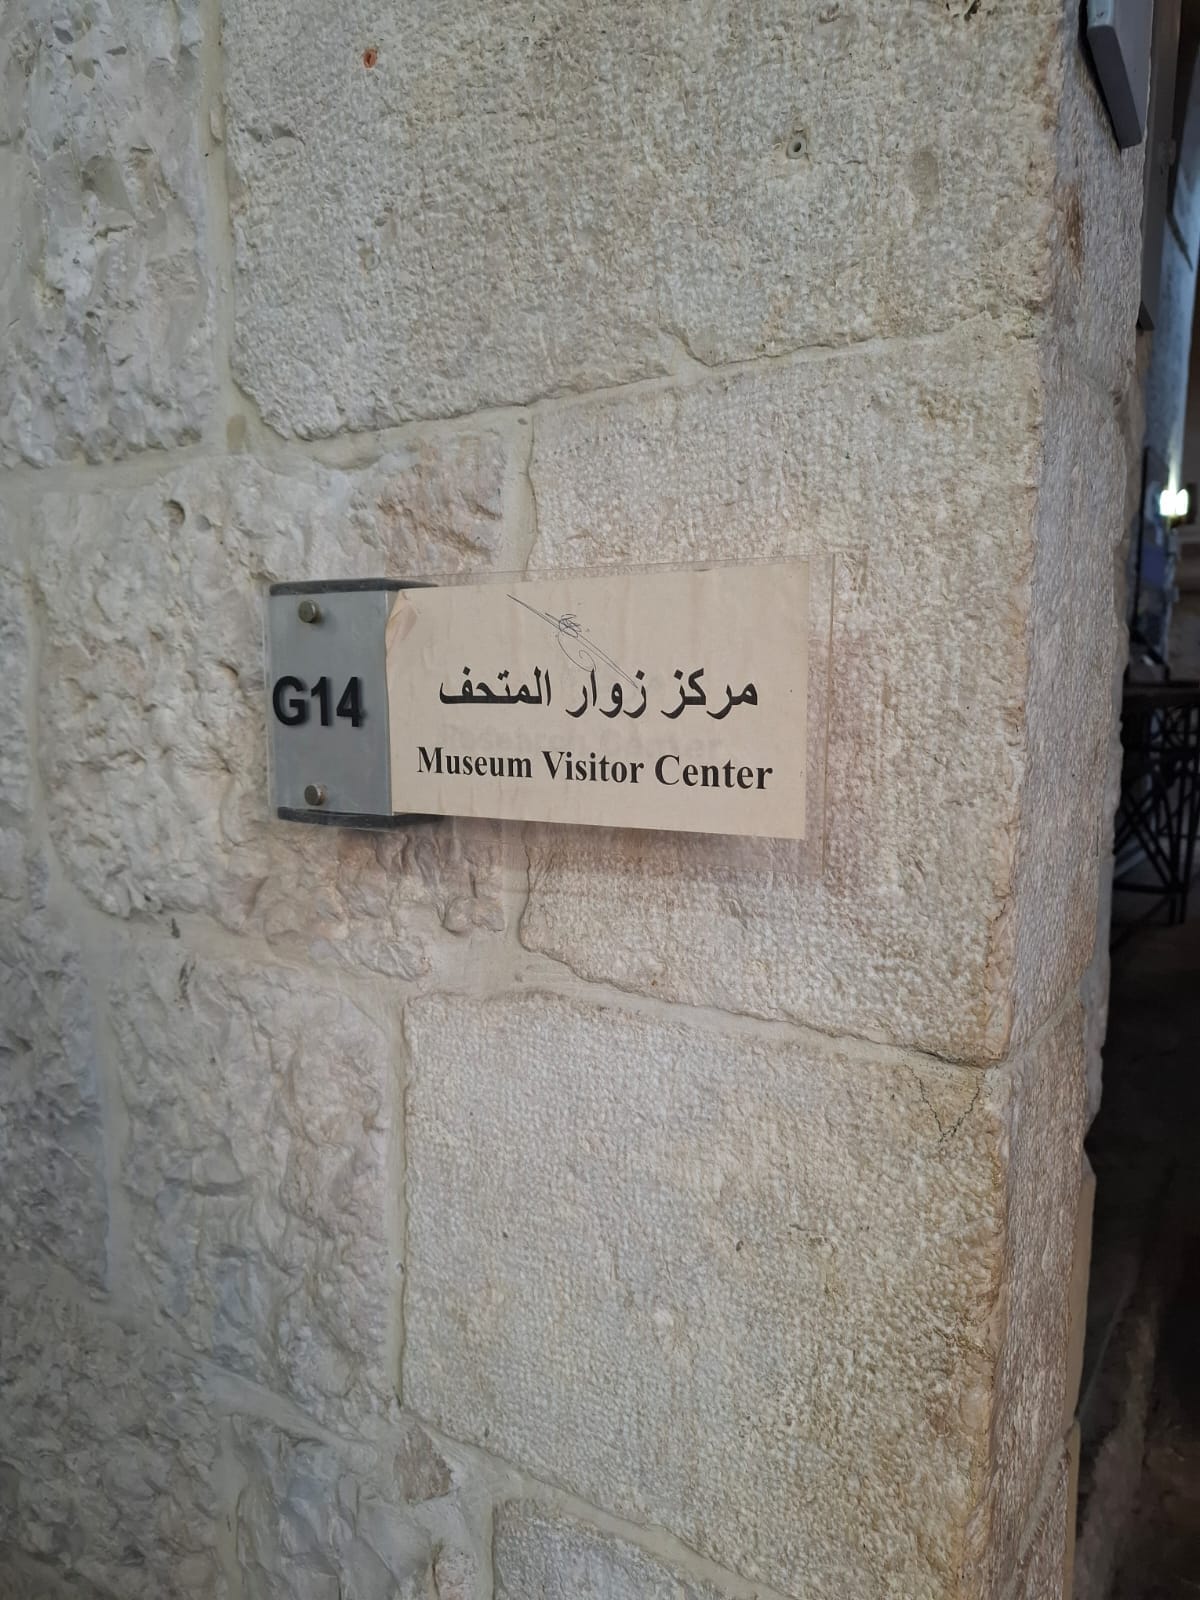 G14
مركز زوار المتحف
Museum Visitor Center